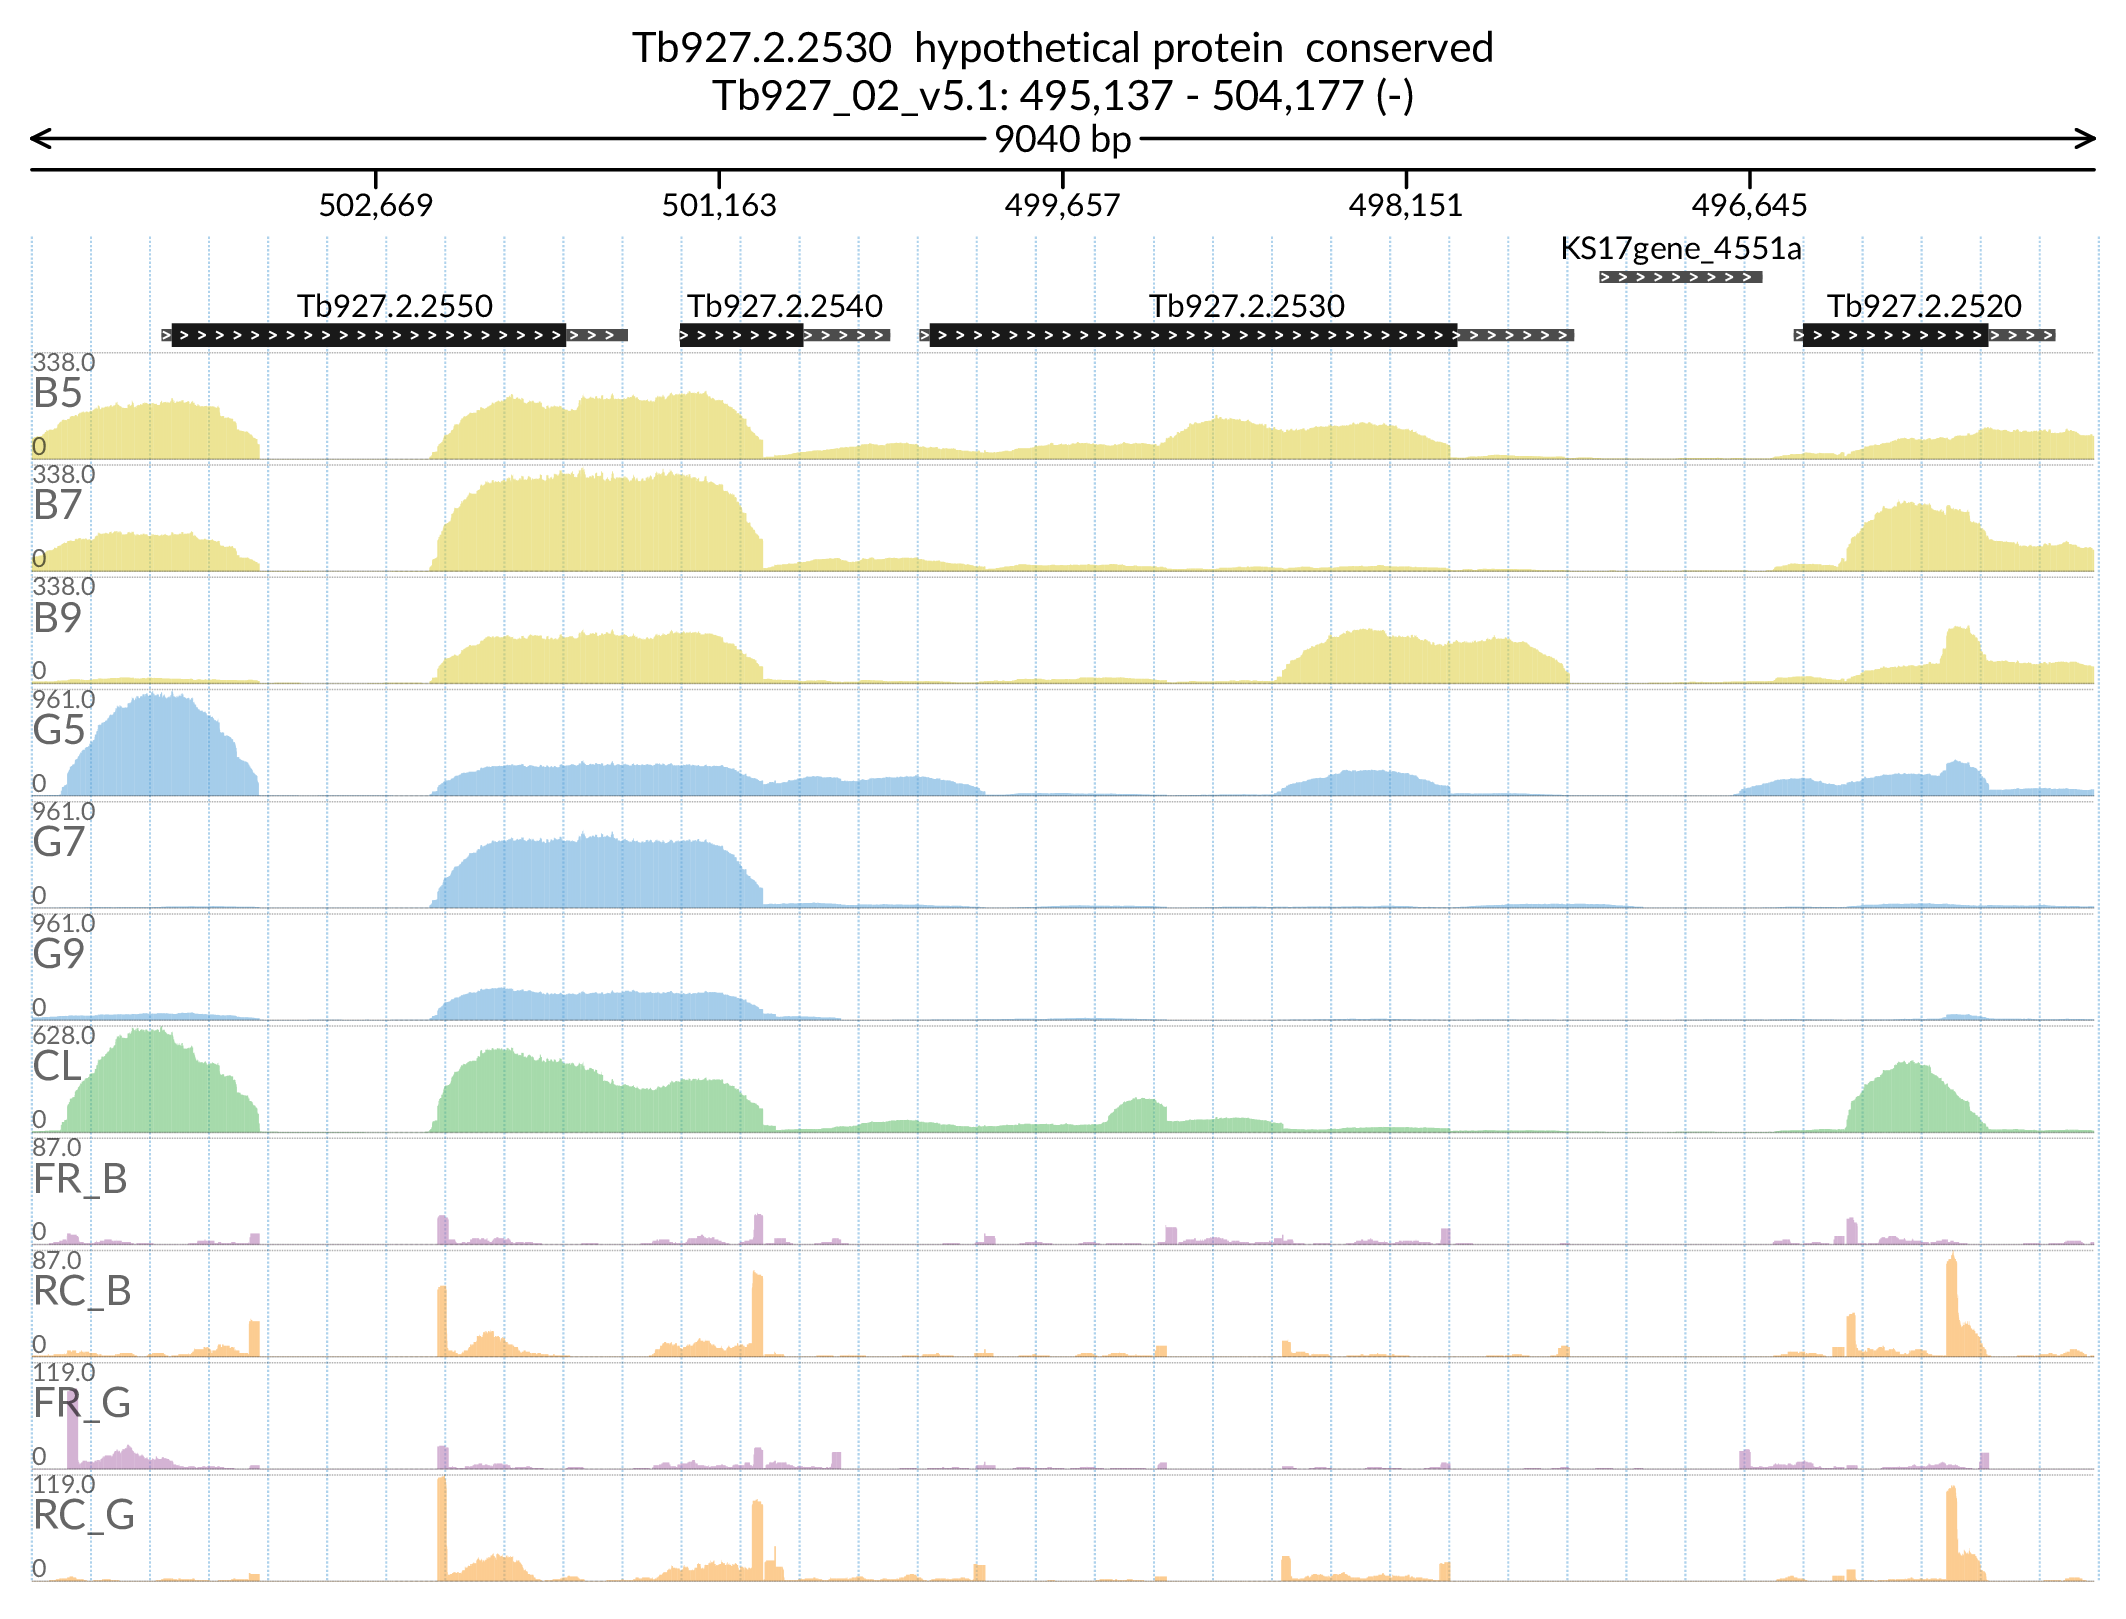 Tb927.2.2530  hypothetical protein  conserved
Tb927_02_v5.1: 495,137 - 504,177 (-)
9040 bp
502,669 501,163 499,657 498,151 496,645
KS17gene_4551a
Tb927.2.2550 Tb927.2.2540 Tb927.2.2530 Tb927.2.2520
338.0
B5
0
338.0
B7
0
338.0
B9
0
961.0
G5
0
961.0
G7
0
961.0
G9
0
628.0
CL
0
87.0
FR_B
0
87.0
RC_B
0
119.0
FR_G
0
119.0
RC_G
0